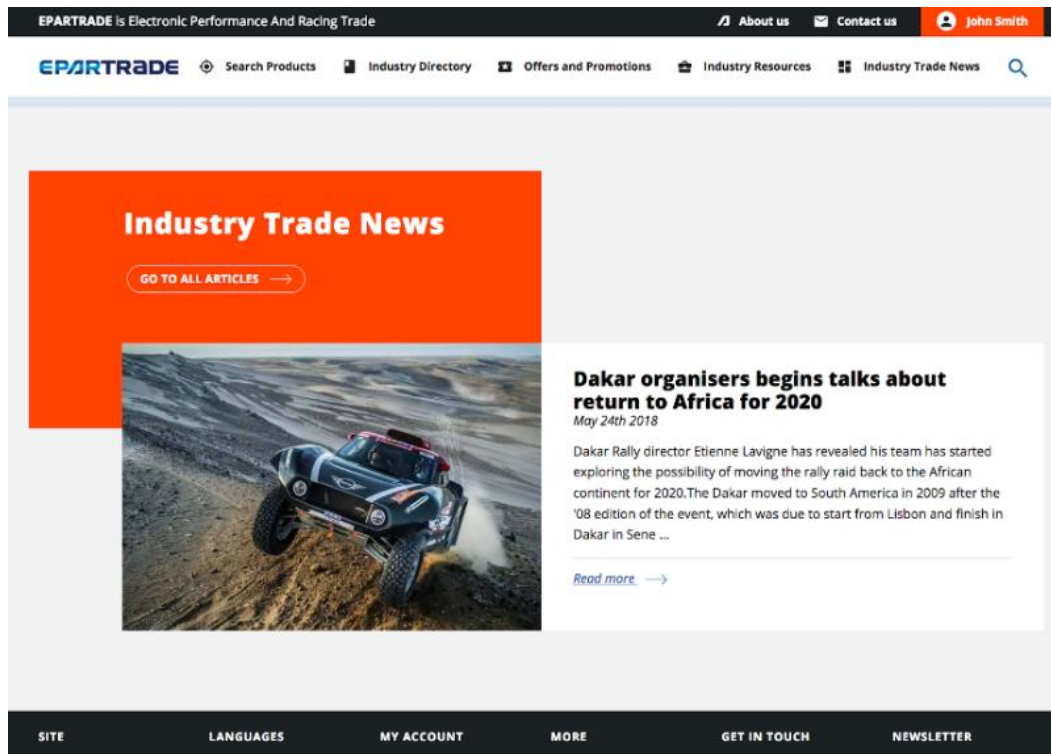 EPARTRADE is Electronic Performance And Racing Trade
About us
Contact us
John Smith
EPARTRADE
Search Products
Industry Directory
Offers and Promotions
Industry Resources
Industry Trade News
Industry Trade News
GO TO ALL ARTICLES
Dakar organisers begins talks about
return to Africa for 2020
May 24th 2018
Dakar Rally director Etienne Lavigne has revealed his team has started
exploring the possibility of moving the rally raid back to the African
continent for 2020.The Dakar moved to South America in 2009 after the
'08 edition of the event, which was due to start from Lisbon and finish in
Dakar in Sene ...
Read more
SITE
LANGUAGES
MY ACCOUNT
MORE
GET IN TOUCH
NEWSLETTER